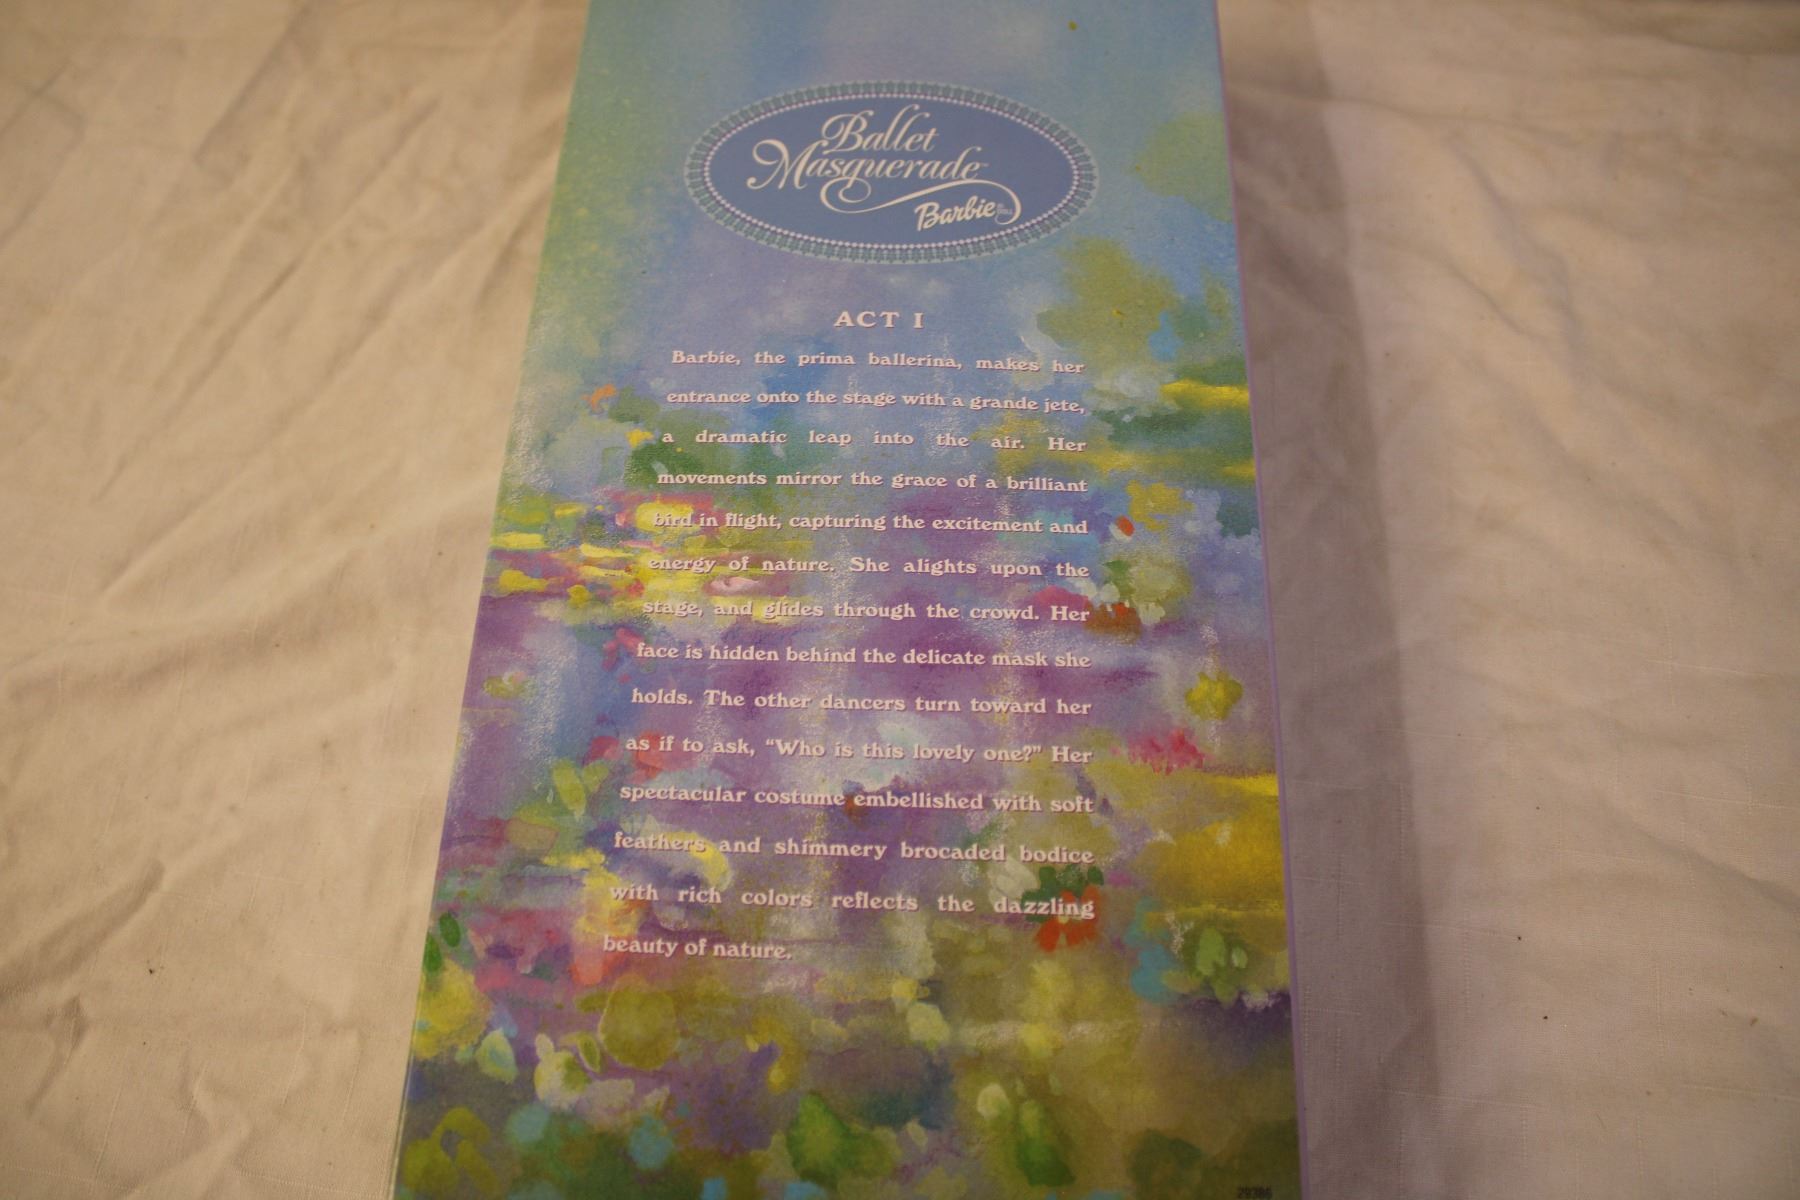 Ballet
Masquerade™
Barbie
ACT I
Barbie, the prima ballerina, makes her
entrance onto the stage with a grande jete,
a dramatic leap into the air. Her
movements mirror the grace of a brilliant
bird in flight, capturing the excitement and
energy of nature. She alights upon the
stage, and glides through the crowd. Her
face is hidden behind the delicate mask she
holds. The other dancers turn toward her
as if to ask, “Who is this lovely one?” Her
spectacular costume embellished with soft
feathers and shimmery brocaded bodice
with rich colors reflects the dazzling
beauty of nature.